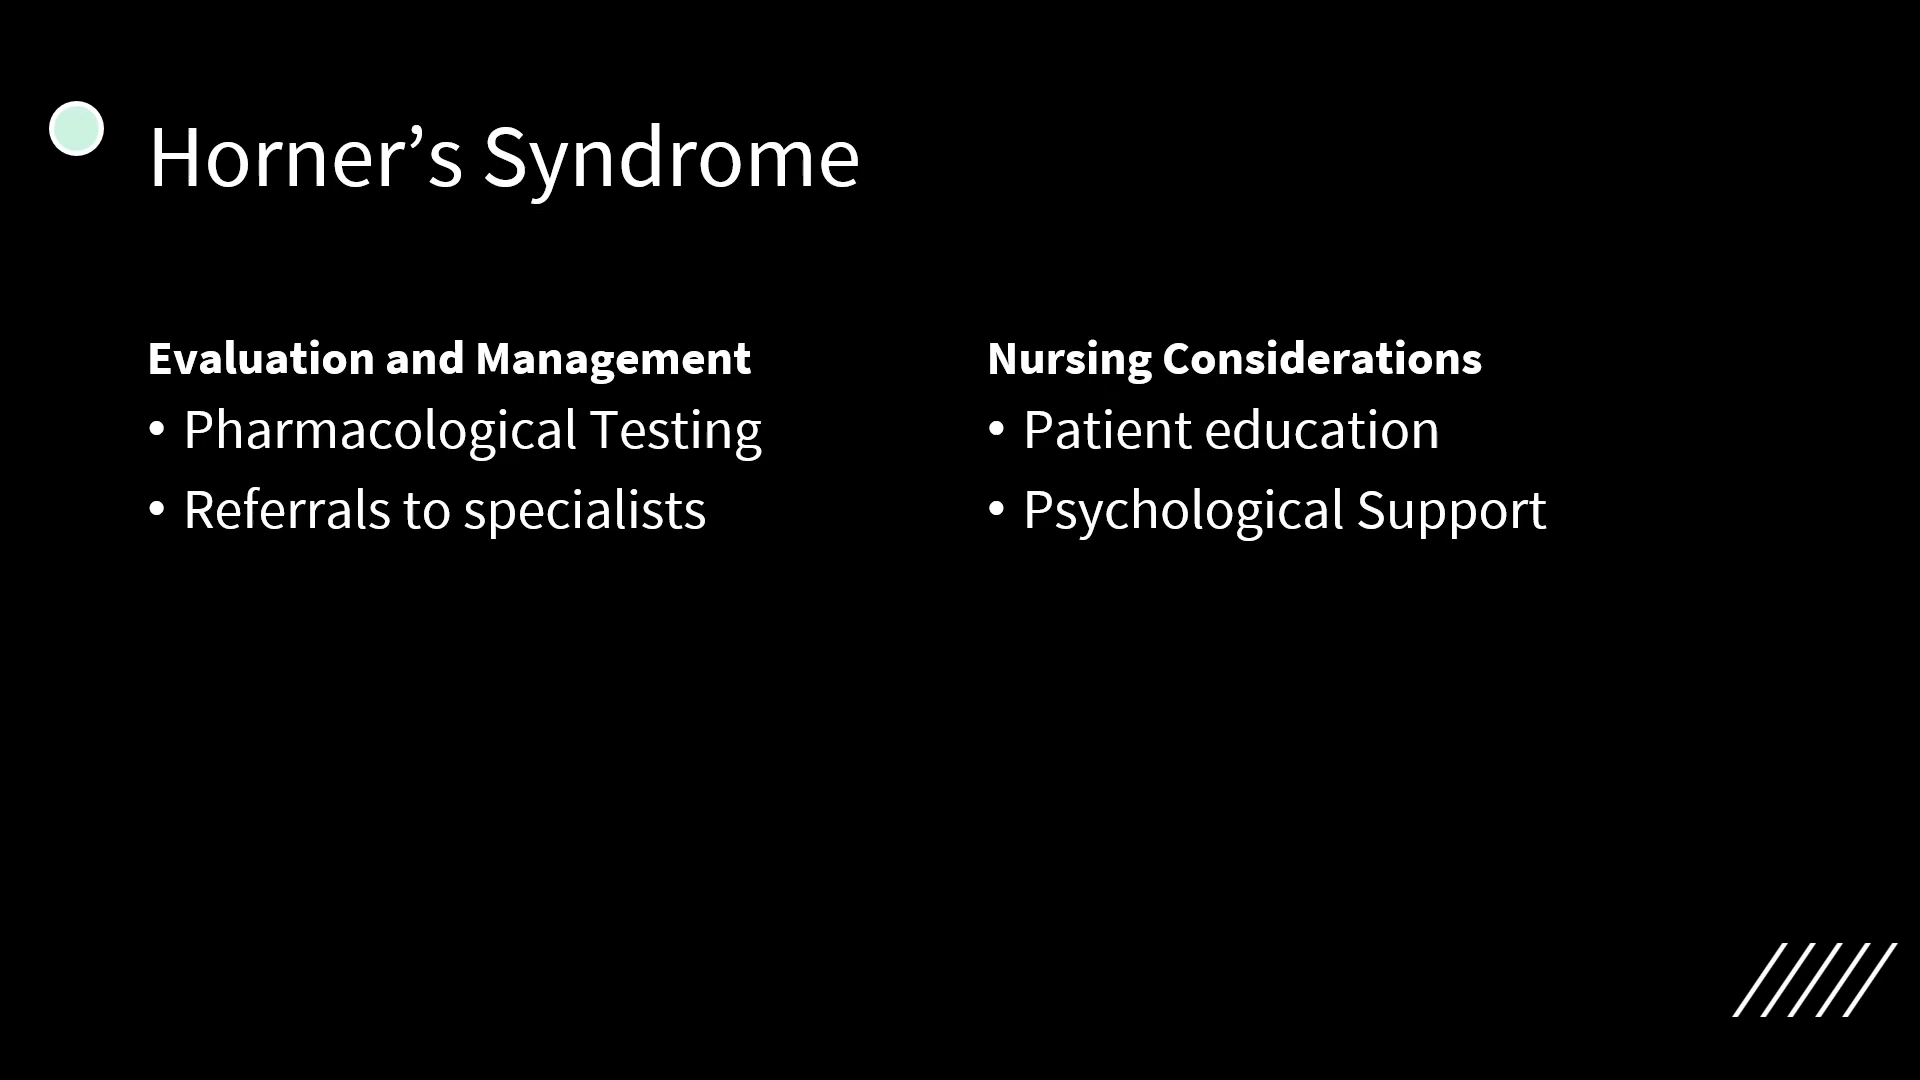 Horner’s Syndrome
Evaluation and Management
• Pharmacological Testing
• Referrals to specialists
Nursing Considerations
• Patient education
• Psychological Support